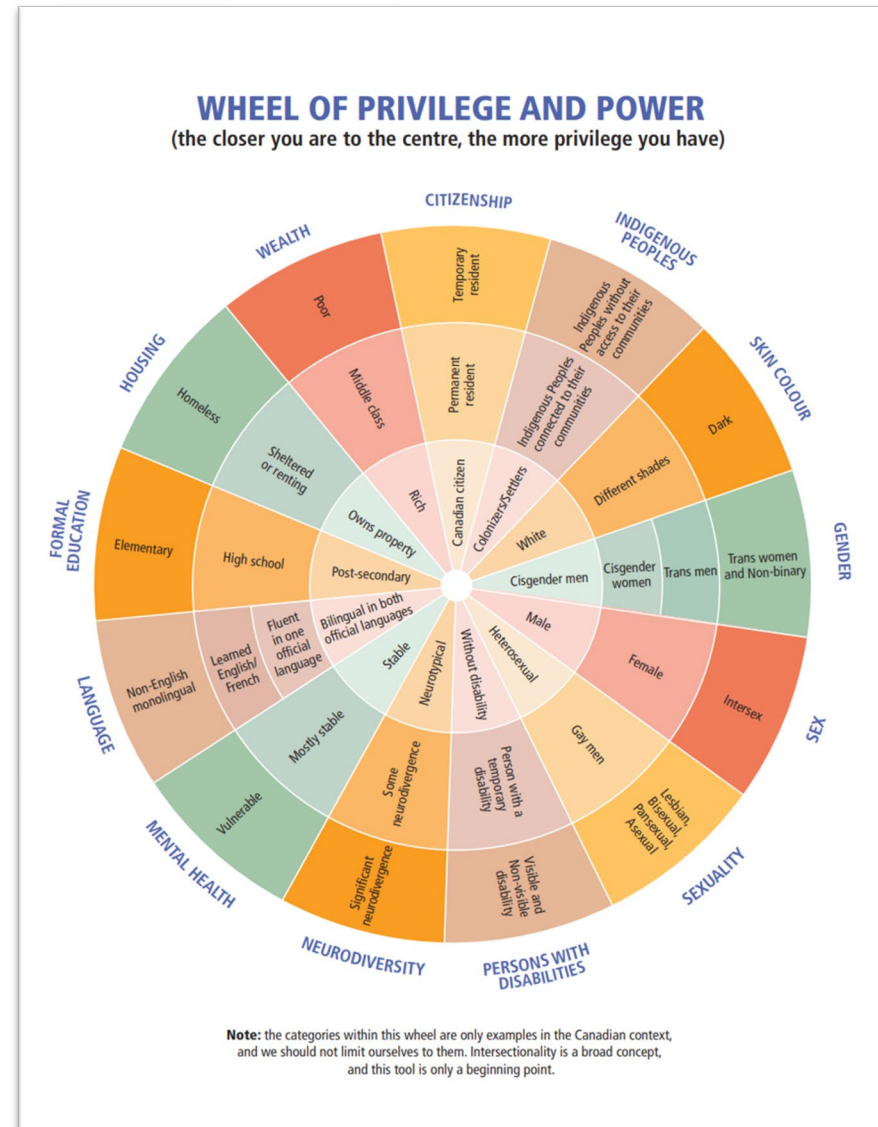 WHEEL OF PRIVILEGE AND POWER
(the closer you are to the centre, the more privilege you have)
CITIZENSHIP
Temporary
resident
Permanent
resident
Canadian citizen
INDIGENOUS
PEOPLES
Indigenous
Peoples without
access to their
communities
Indigenous Peoples
connected to their
communities
Colonizers/Settlers
SKIN COLOUR
Dark
Different shades
White
GENDER
Trans women
and Non-binary
Trans men
Cisgender
women
Cisgender men
SEX
Intersex
Female
Male
SEXUALITY
Lesbian,
Bisexual,
Pansexual,
Asexual
Gay men
Heterosexual
PERSONS WITH
DISABILITIES
Visible and
Non-visible
disability
Person with a
temporary
disability
Without disability
NEURODIVERSITY
Significant
neurodivergence
Some
neurodivergence
Neurotypical
MENTAL HEALTH
Vulnerable
Mostly stable
Stable
LANGUAGE
Non-English
monolingual
Learned
English/
French
Fluent
in one
official
language
Bilingual in both
official languages
FORMAL
EDUCATION
Elementary
High school
Post-secondary
HOUSING
Homeless
Sheltered
or renting
Owns property
WEALTH
Poor
Middle class
Rich
Note: the categories within this wheel are only examples in the Canadian context,
and we should not limit ourselves to them. Intersectionality is a broad concept,
and this tool is only a beginning point.